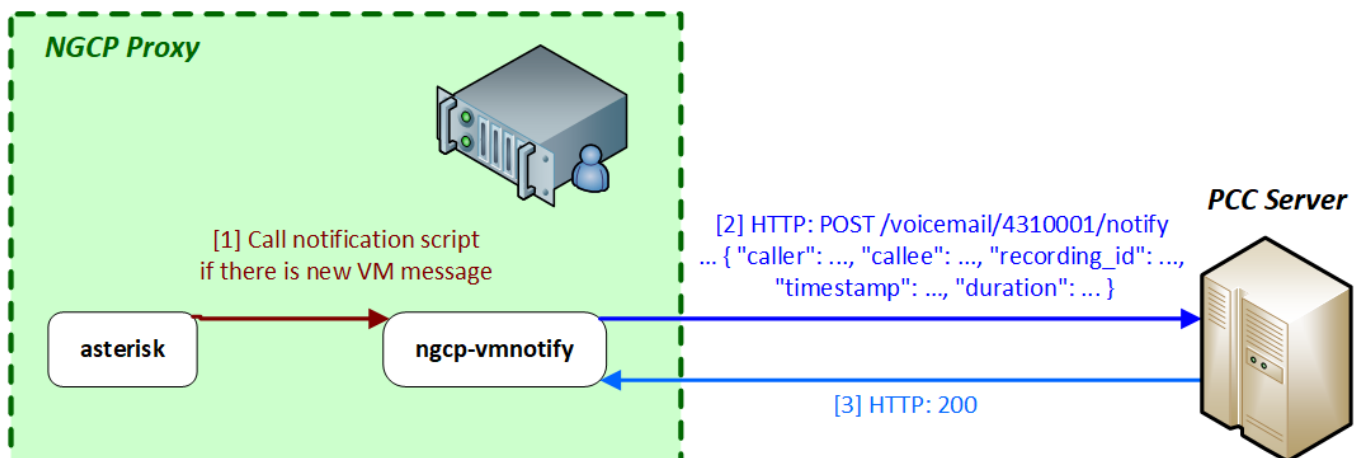 NGCP Proxy
[1] Call notification script
if there is new VM message
asterisk
ngcp-vmnotify
[2] HTTP: POST /voicemail/4310001/notify
... { "caller": ..., "callee": ..., "recording_id": ...,
"timestamp": ..., "duration": ... }
[3] HTTP: 200
PCC Server